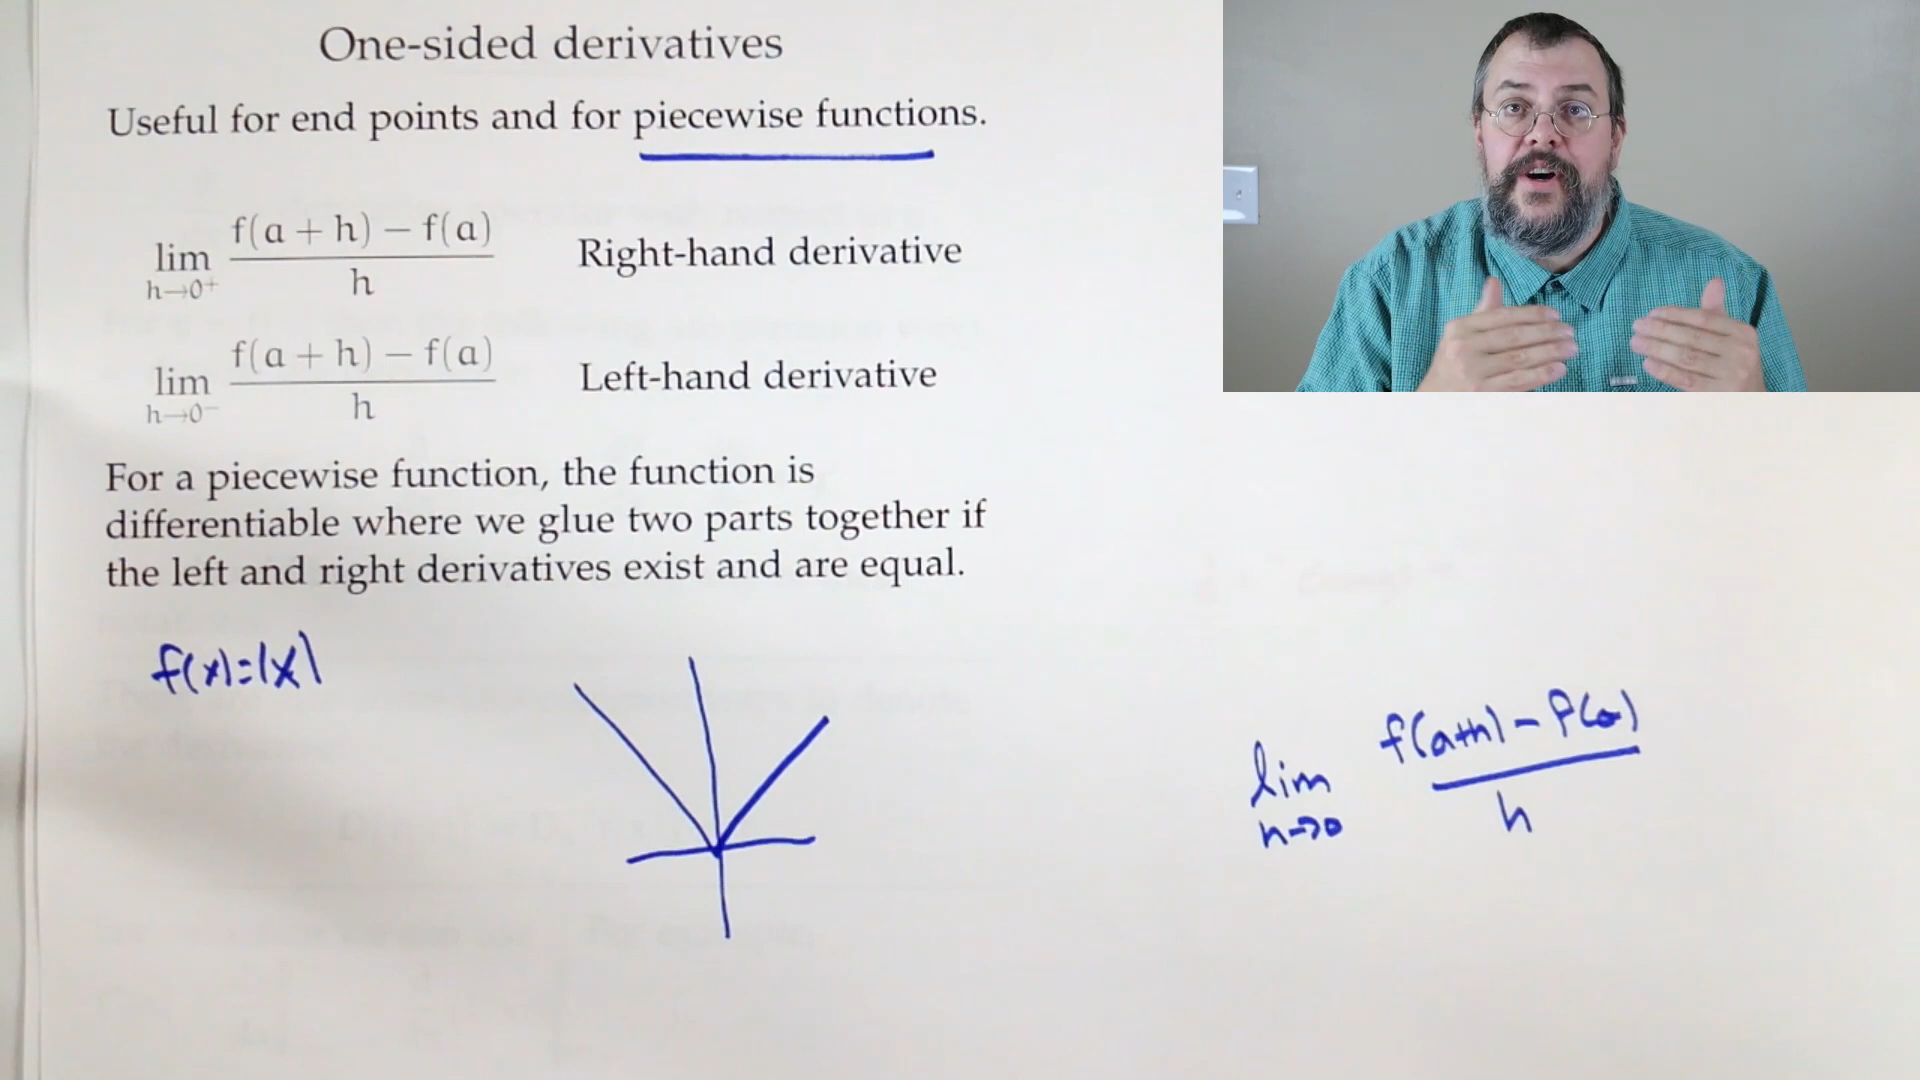 One-sided derivatives
Useful for end points and for piecewise functions.
lim h→0⁺ f(a + h) − f(a) / h Right-hand derivative
lim h→0⁻ f(a + h) − f(a) / h Left-hand derivative
For a piecewise function, the function is
differentiable where we glue two parts together if
the left and right derivatives exist and are equal.
f(x)=|x|
lim h→0 f(a+h) − f(a) / h